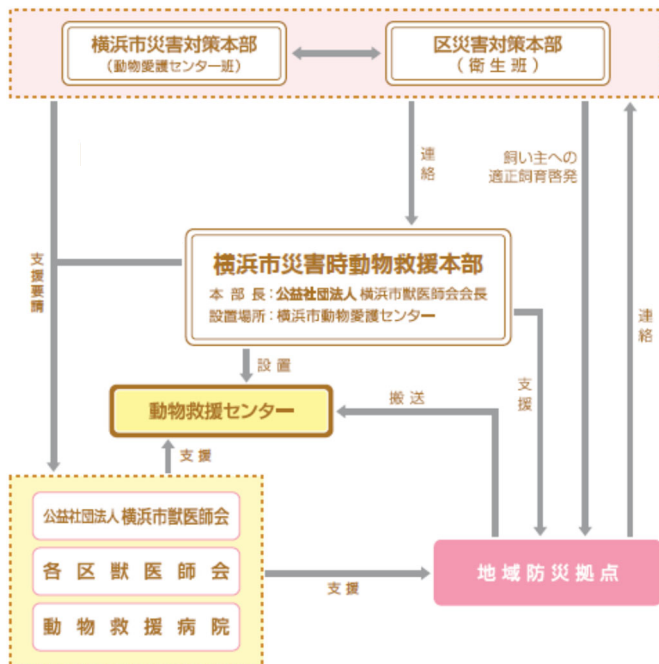 横浜市災害対策本部
（動物愛護センター班）
区災害対策本部
（衛生班）
連絡
飼い主への
適正飼育啓発
支援要請
横浜市災害時動物救援本部
本部長：公益社団法人 横浜市獣医師会会長
設置場所：横浜市動物愛護センター
連絡
設置
支援
動物救援センター
搬送
支援
公益社団法人 横浜市獣医師会
各区獣医師会
動物救援病院
支援
地域防災拠点